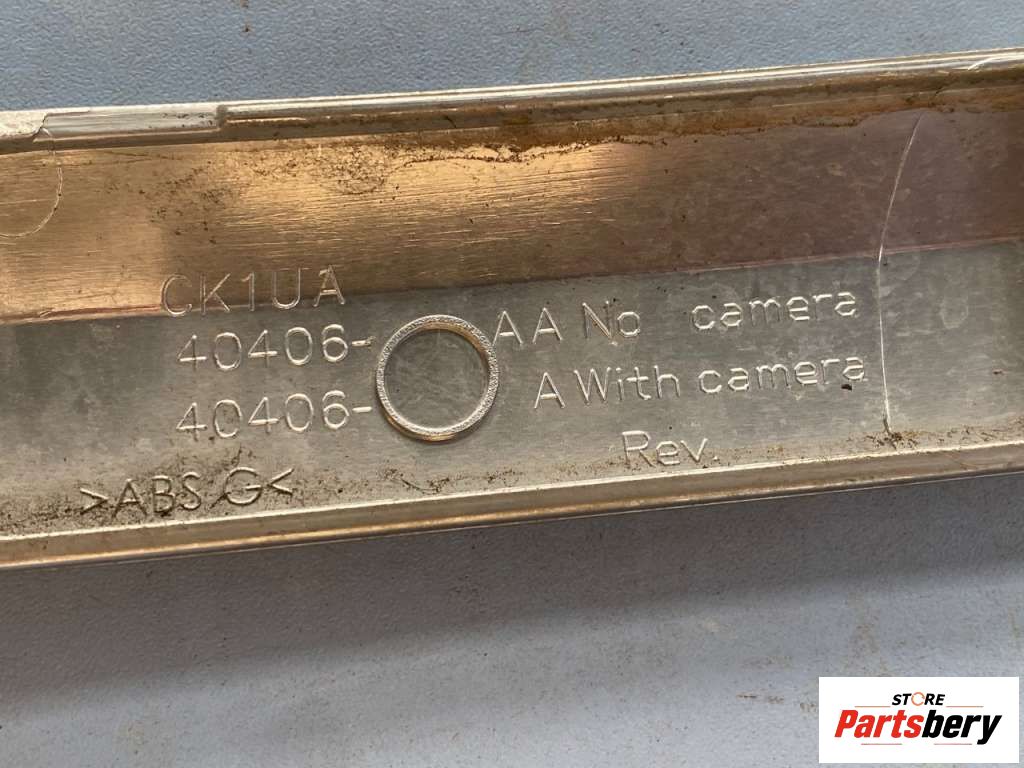 CK1UA
40406- AA No camera
40406- A With camera
Rev.
>ABS G<
STORE
Partsbery